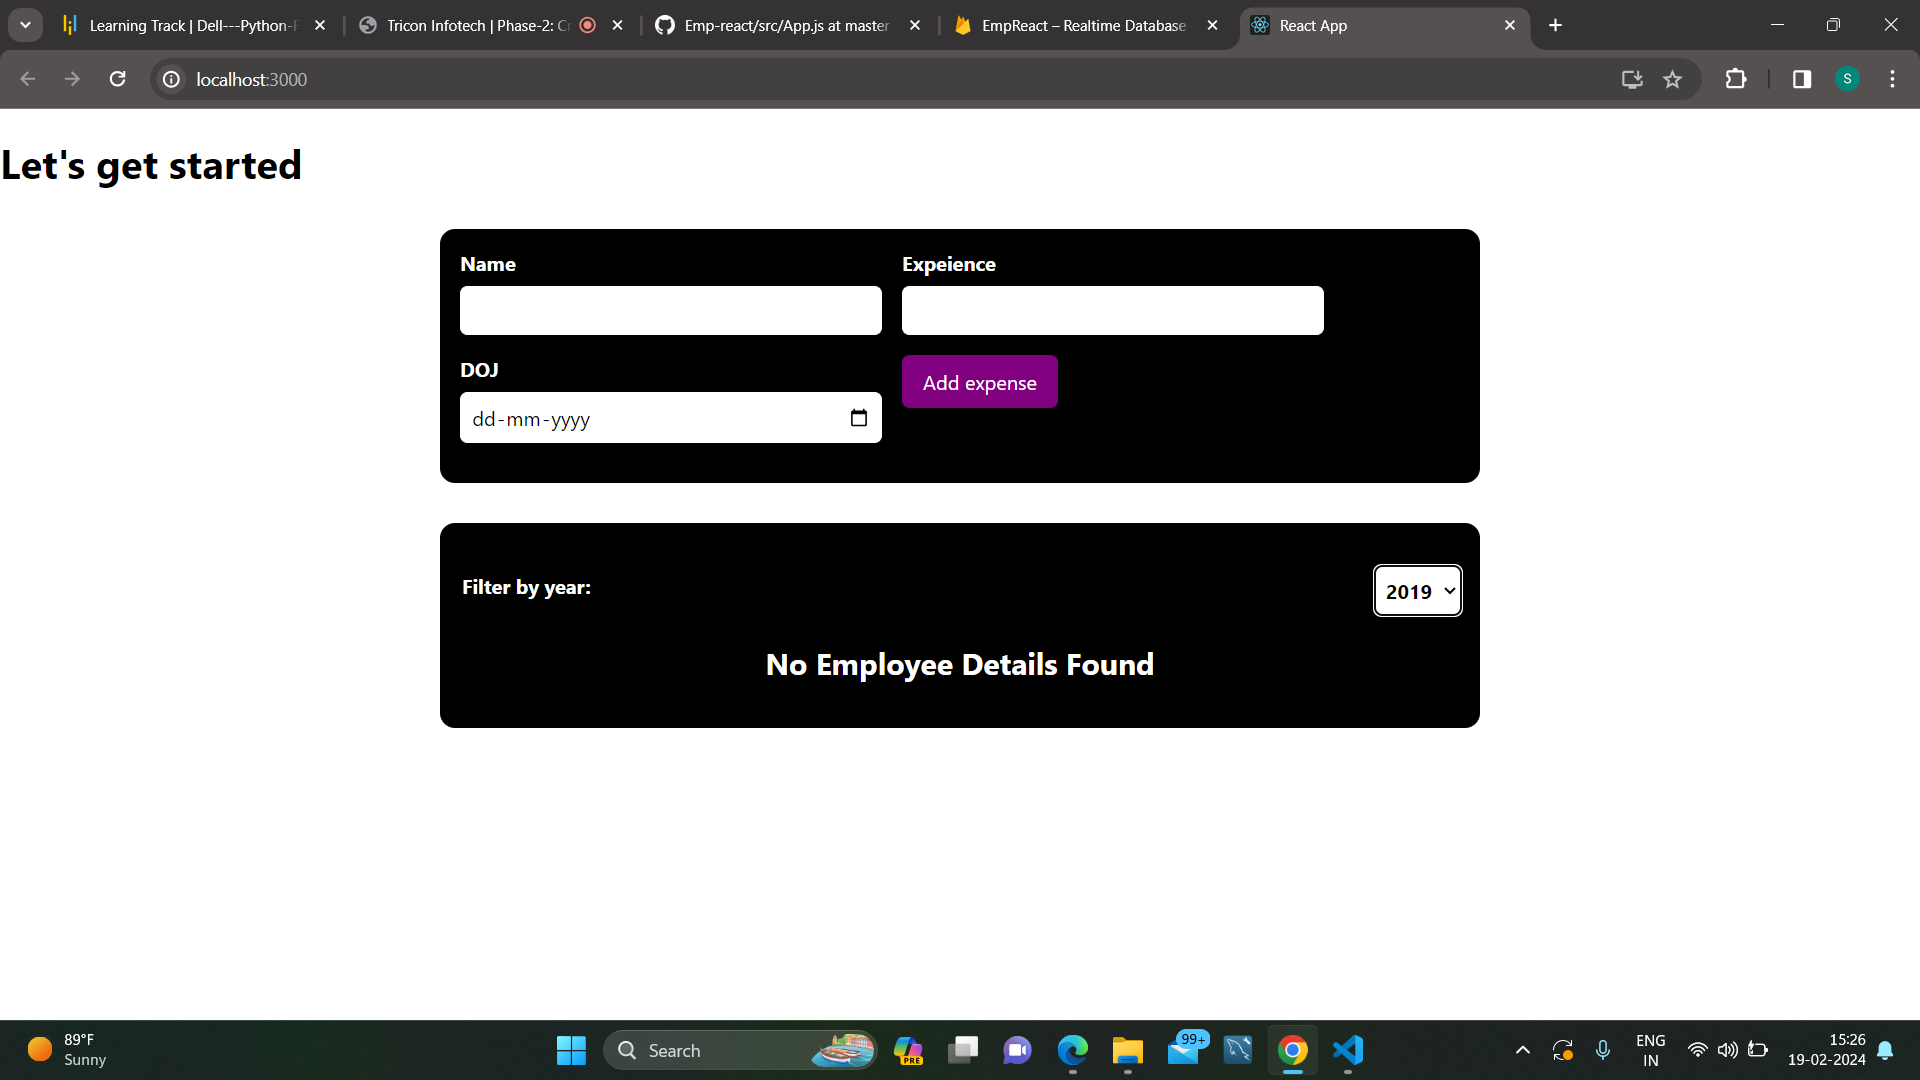 Learning Track | Dell---Python-F
Tricon Infotech | Phase-2: Cr
Emp-react/src/App.js at master
EmpReact – Realtime Database
React App
localhost:3000
S
Let's get started
Name
Expeience
DOJ
Add expense
dd-mm-yyyy
Filter by year:
2019
No Employee Details Found
89°F
Sunny
Search
PRE
99+
ENG
IN
15:26
19-02-2024